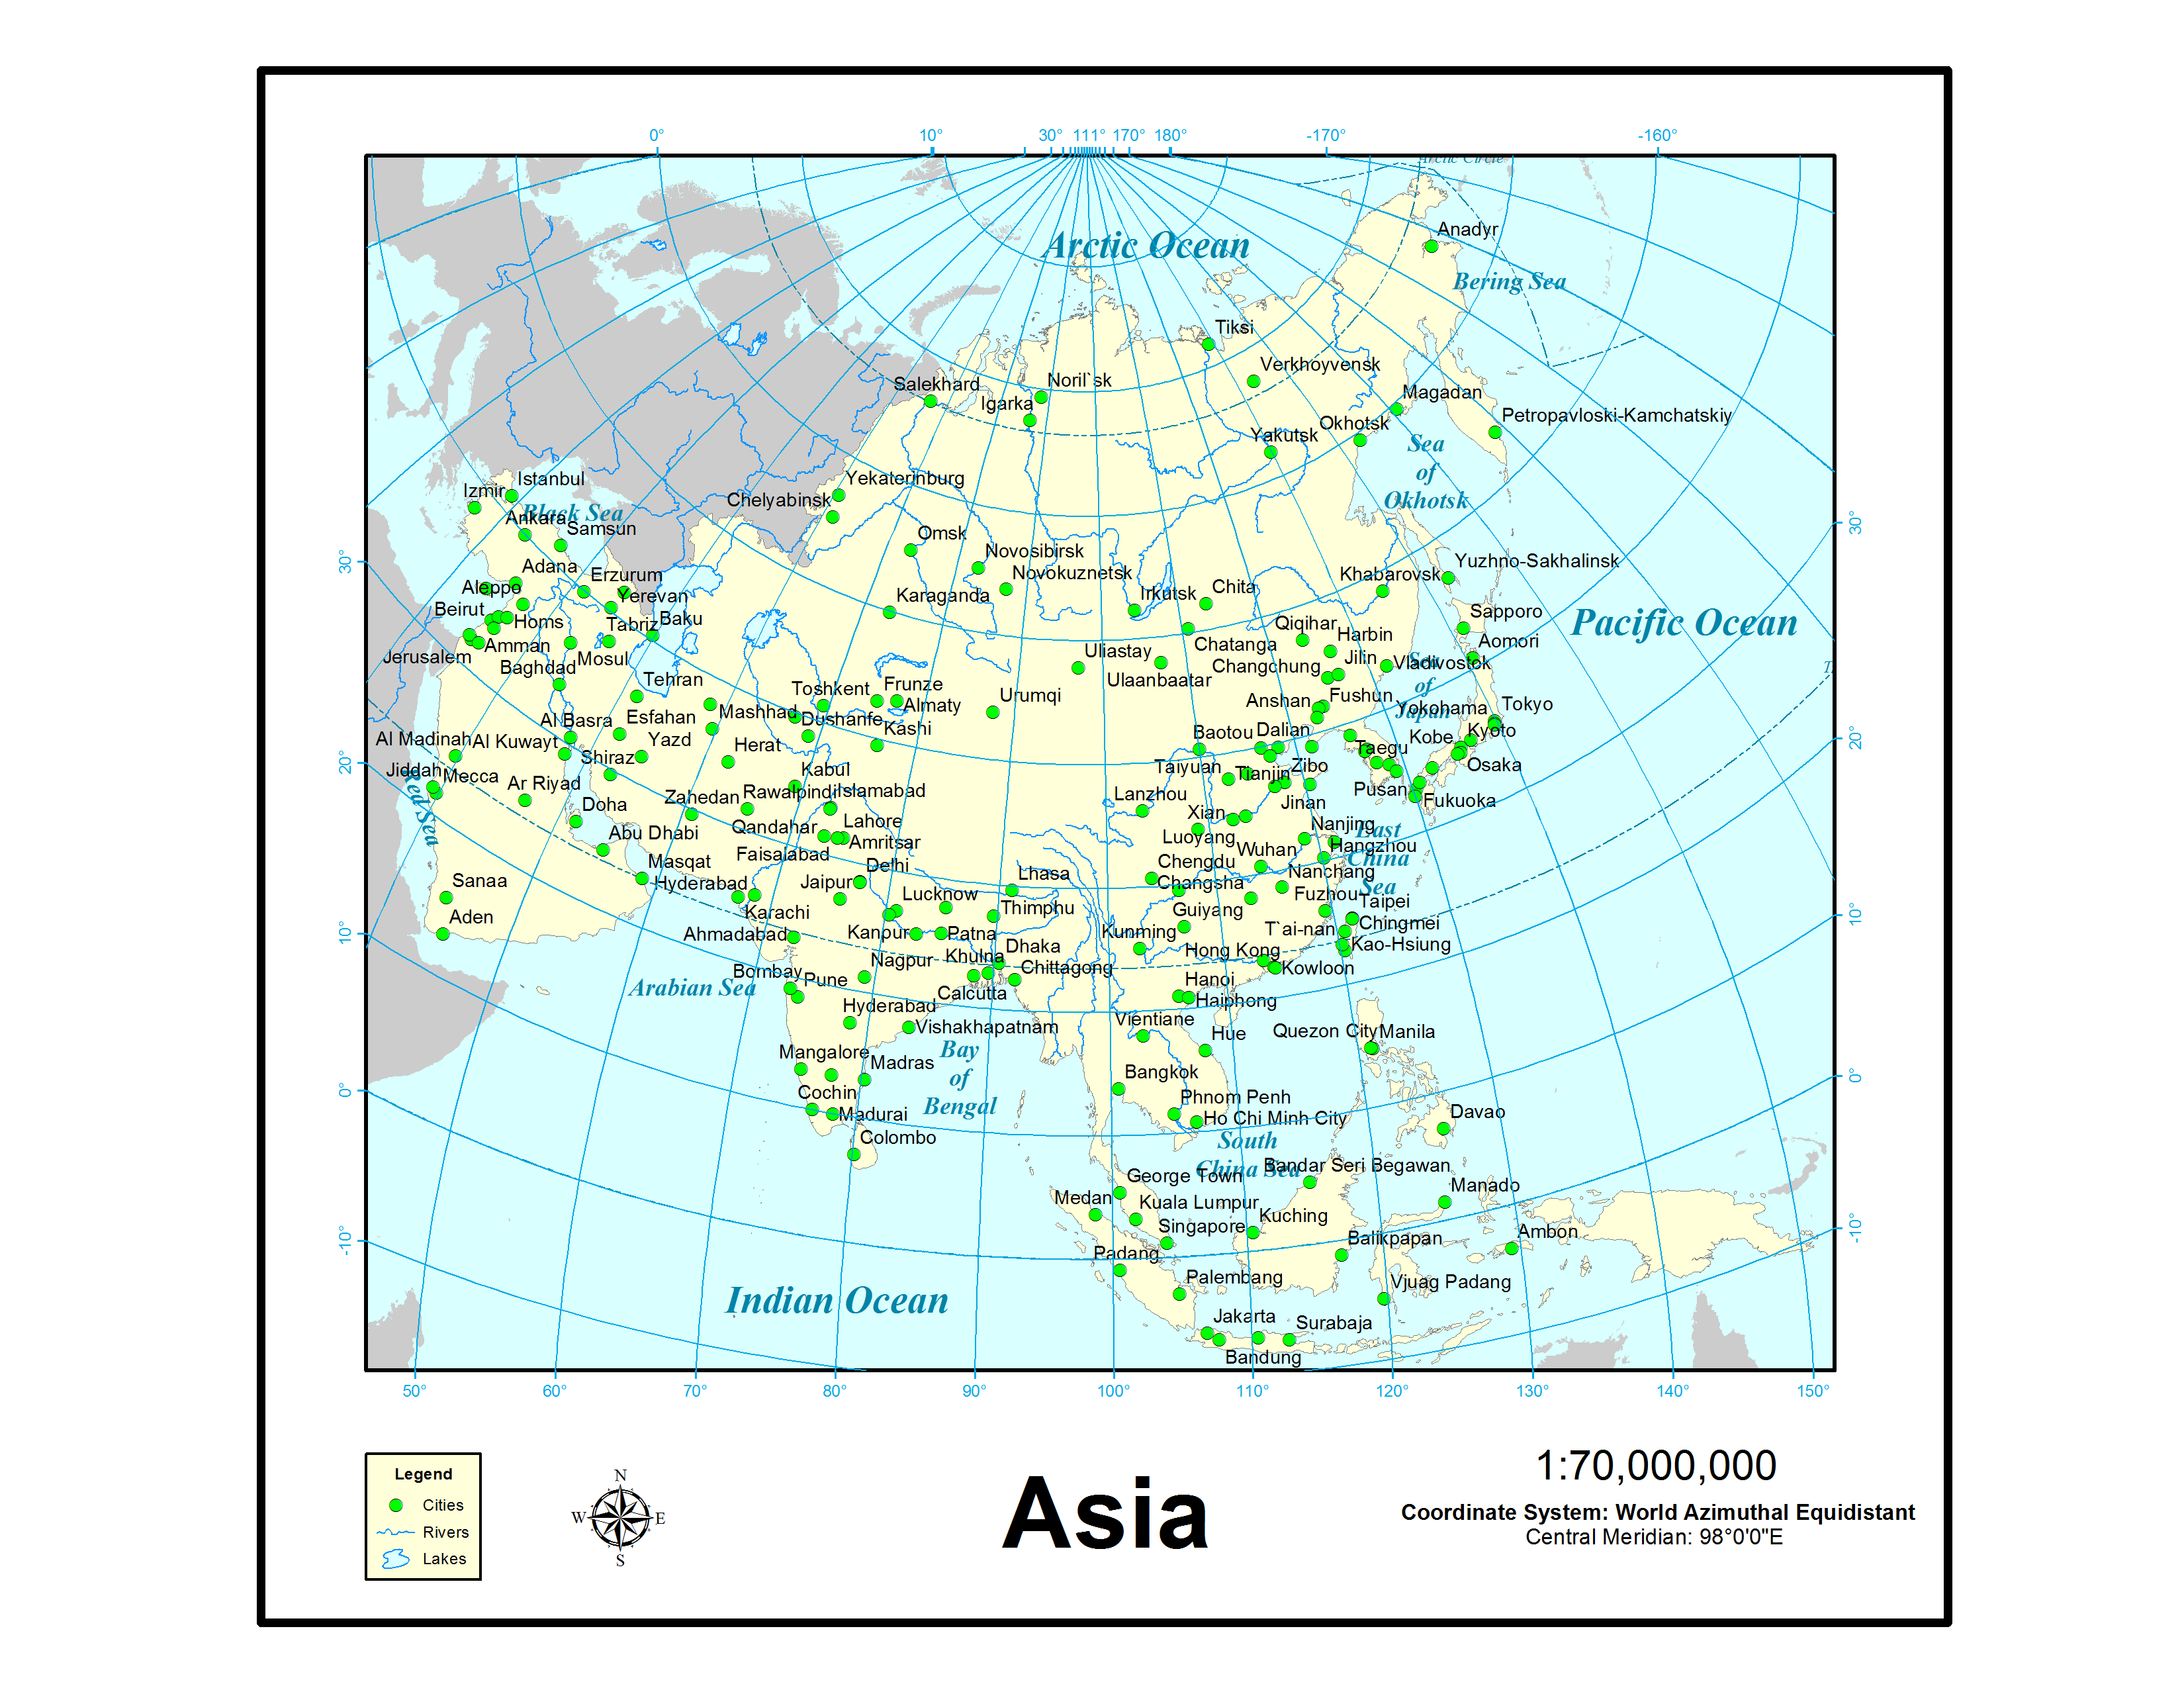 0° 10° 30° 111° 170° 180° -170° -160°
Arctic Circle
Anadyr
Arctic Ocean
Bering Sea
Tiksi
Verkhoyvensk
Salekhard
Noril`sk
Igarka
Magadan
Petropavloski-Kamchatskiy
Okhotsk
Yakutsk
Sea
of
Okhotsk
Yekaterinburg
Chelyabinsk
Istanbul
Izmir
Black Sea
Ankara
Samsun
30°
30°
Omsk
Novosibirsk
Novokuznetsk
Yuzhno-Sakhalinsk
Khabarovsk
Adana
Erzurum
Aleppo
Yerevan
Karaganda
Irkutsk
Chita
Beirut
Homs
Tabriz
Baku
Sapporo
Pacific Ocean
Qiqihar
Harbin
Aomori
Amman
Jerusalem
Baghdad
Mosul
Uliastay
Chatanga
Changchung
Jilin
Vladivostok
Sea
of
Japan
T
Ulaanbaatar
Tehran
Toshkent
Frunze
Almaty
Urumqi
Anshan
Fushun
Yokohama
Tokyo
Al Basra
Esfahan
Mashhad
Dushanfe
Kashi
Baotou
Dalian
Kobe
Kyoto
20°
20°
Al Madinah
Al Kuwayt
Yazd
Herat
Taegu
Shiraz
Taiyuan
Tianjin
Zibo
Osaka
Jiddah
Mecca
Red Sea
Ar Riyad
Kabul
Zahedan
Rawalpindi
Islamabad
Lanzhou
Jinan
Pusan
Fukuoka
Doha
Xian
Qandahar
Lahore
Luoyang
Nanjing
East
China
Sea
Abu Dhabi
Amritsar
Wuhan
Hangzhou
Faisalabad
Masqat
Delhi
Chengdu
Nanchang
Sanaa
Hyderabad
Jaipur
Lucknow
Lhasa
Changsha
Fuzhou
Taipei
10°
10°
Aden
Karachi
Thimphu
Guiyang
T`ai-nan
Chingmei
Ahmadabad
Kanpur
Patna
Kunming
Kao-Hsiung
Khulna
Dhaka
Hong Kong
Kowloon
Arabian Sea
Bombay
Pune
Nagpur
Chittagong
Calcutta
Hanoi
Haiphong
Hyderabad
Vishakhapatnam
Vientiane
Hue
Quezon City
Manila
Bay
of
Bengal
Mangalore
Madras
Bangkok
0°
0°
Cochin
Madurai
Phnom Penh
Ho Chi Minh City
Davao
Colombo
South
China Sea
Bandar Seri Begawan
George Town
Medan
Kuala Lumpur
Manado
Singapore
Kuching
Ambon
-10°
-10°
Padang
Balikpapan
Palembang
Vjuag Padang
Indian Ocean
Jakarta
Surabaja
Bandung
50° 60° 70° 80° 90° 100° 110° 120° 130° 140° 150°
Legend
Cities
Rivers
Lakes
N
W E
S
Asia
1:70,000,000
Coordinate System: World Azimuthal Equidistant
Central Meridian: 98°0'0"E